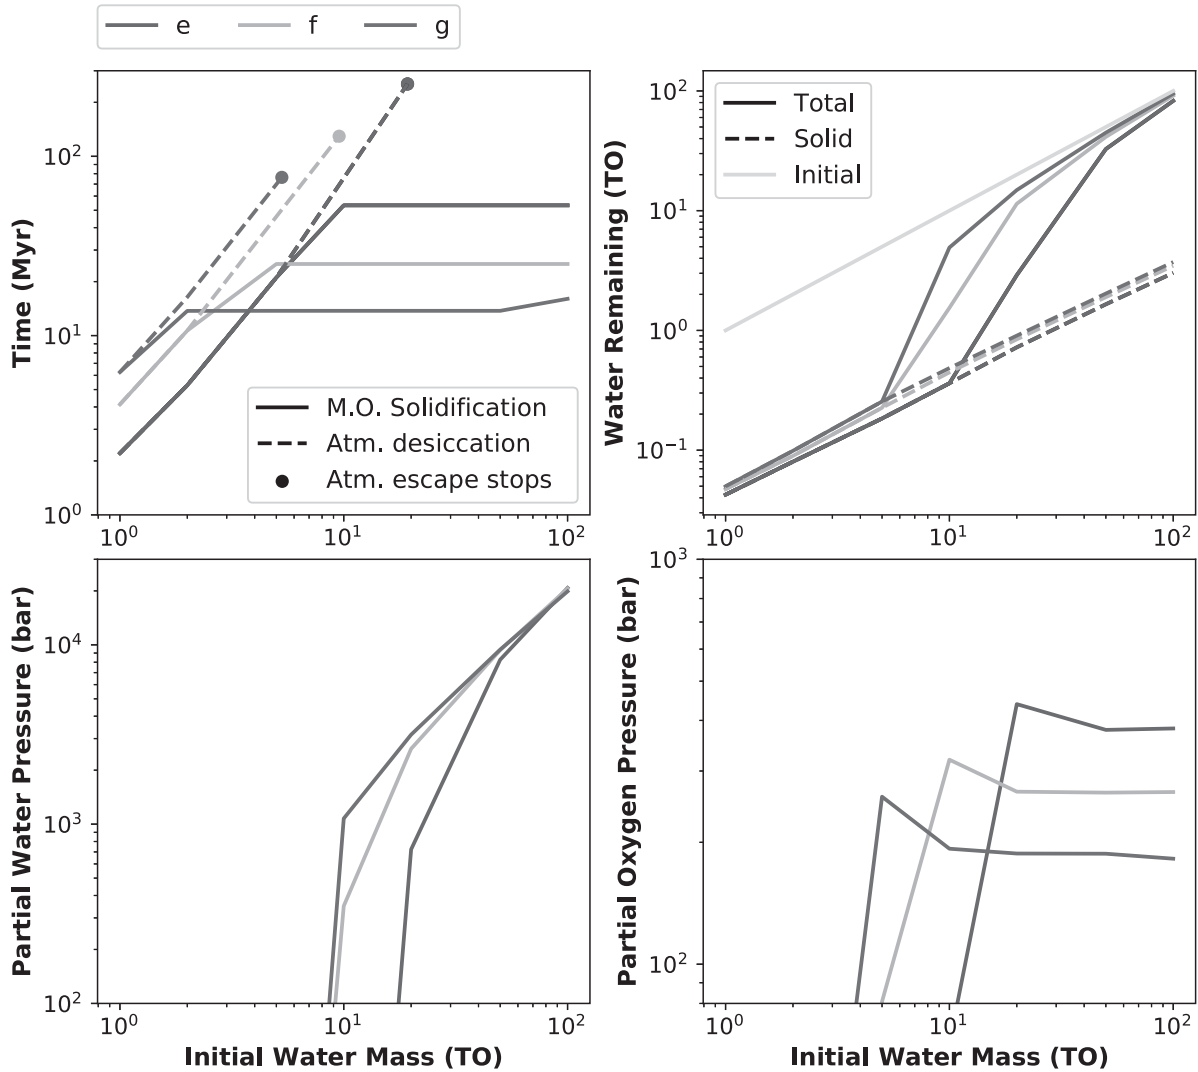 e f g
Time (Myr)
10² 
10¹
10⁰
M.O. Solidification
Atm. desiccation
Atm. escape stops
10⁰ 10¹ 10²
Water Remaining (TO)
10²
10¹
10⁰
10⁻¹
Total
Solid
Initial
10⁰ 10¹ 10²
Partial Water Pressure (bar)
10⁴
10³
10²
10⁰ 10¹ 10²
Initial Water Mass (TO)
Partial Oxygen Pressure (bar)
10³
10²
10⁰ 10¹ 10²
Initial Water Mass (TO)